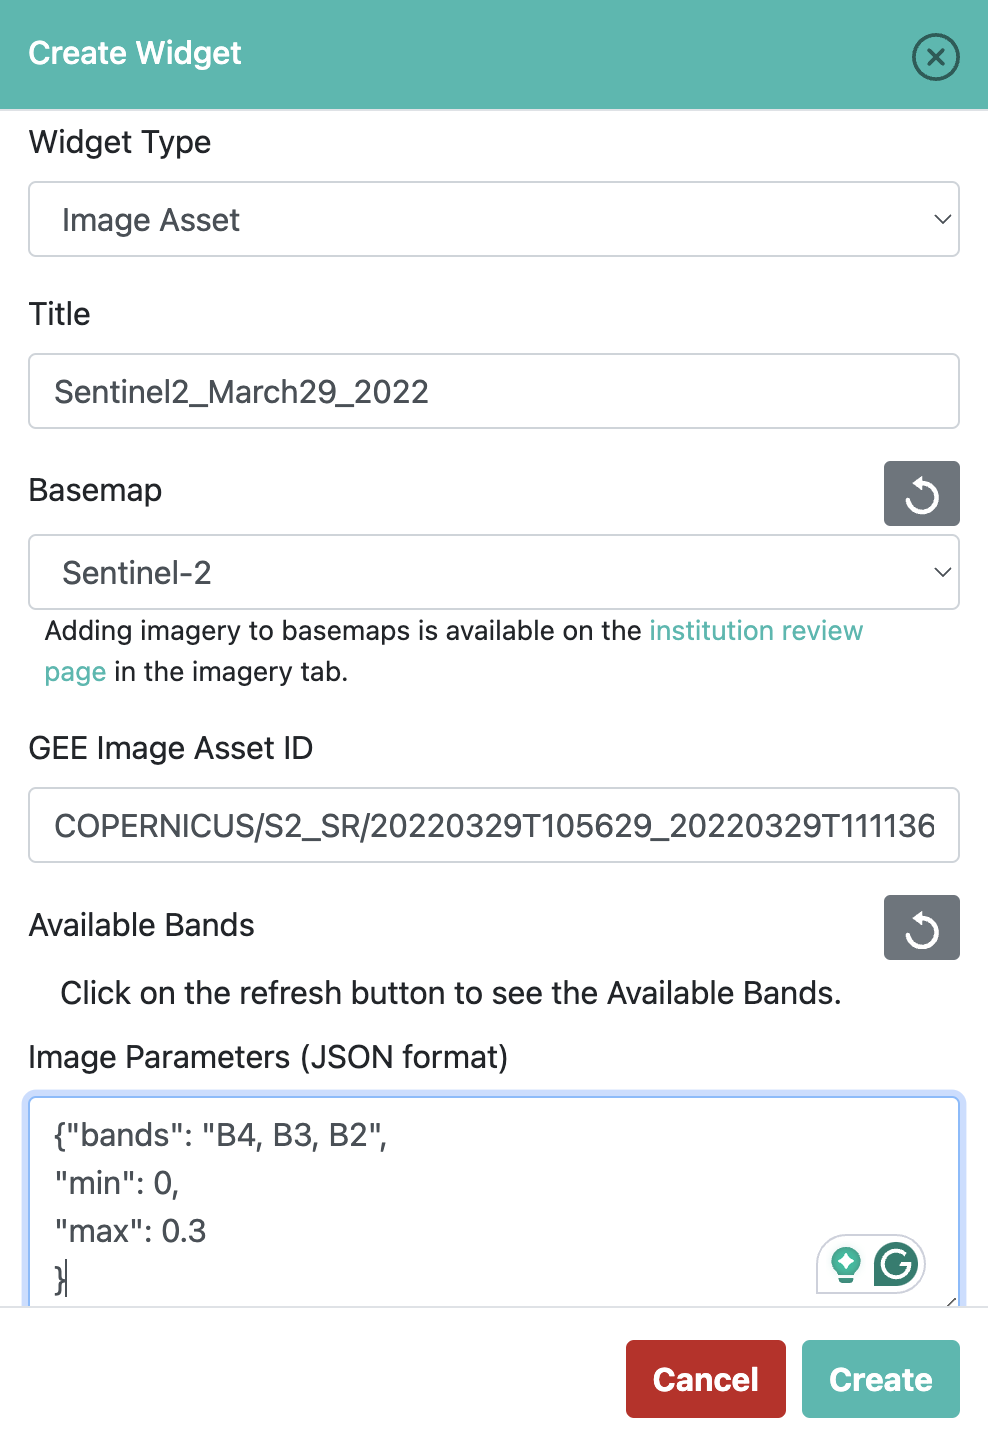 Create Widget
Widget Type
Image Asset
Title
Sentinel2_March29_2022
Basemap
Sentinel-2
Adding imagery to basemaps is available on the institution review
page in the imagery tab.
GEE Image Asset ID
COPERNICUS/S2_SR/20220329T105629_20220329T111136
Available Bands
Click on the refresh button to see the Available Bands.
Image Parameters (JSON format)
{"bands": "B4, B3, B2",
"min": 0,
"max": 0.3
}
Cancel
Create